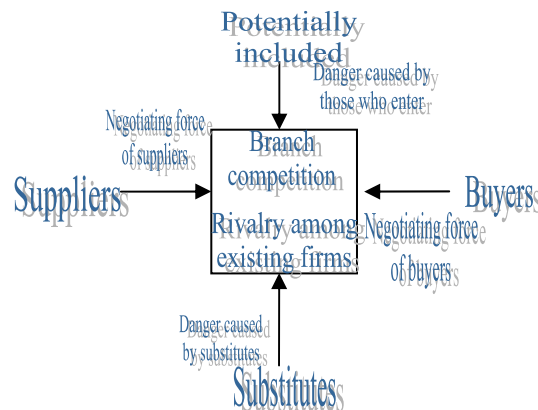 Potentially
included
Danger caused by
those who enter
Negotiating force
of suppliers
Suppliers
Branch
competition
Rivalry among
existing firms
Buyers
Negotiating force
of buyers
Danger caused
by substitutes
Substitutes